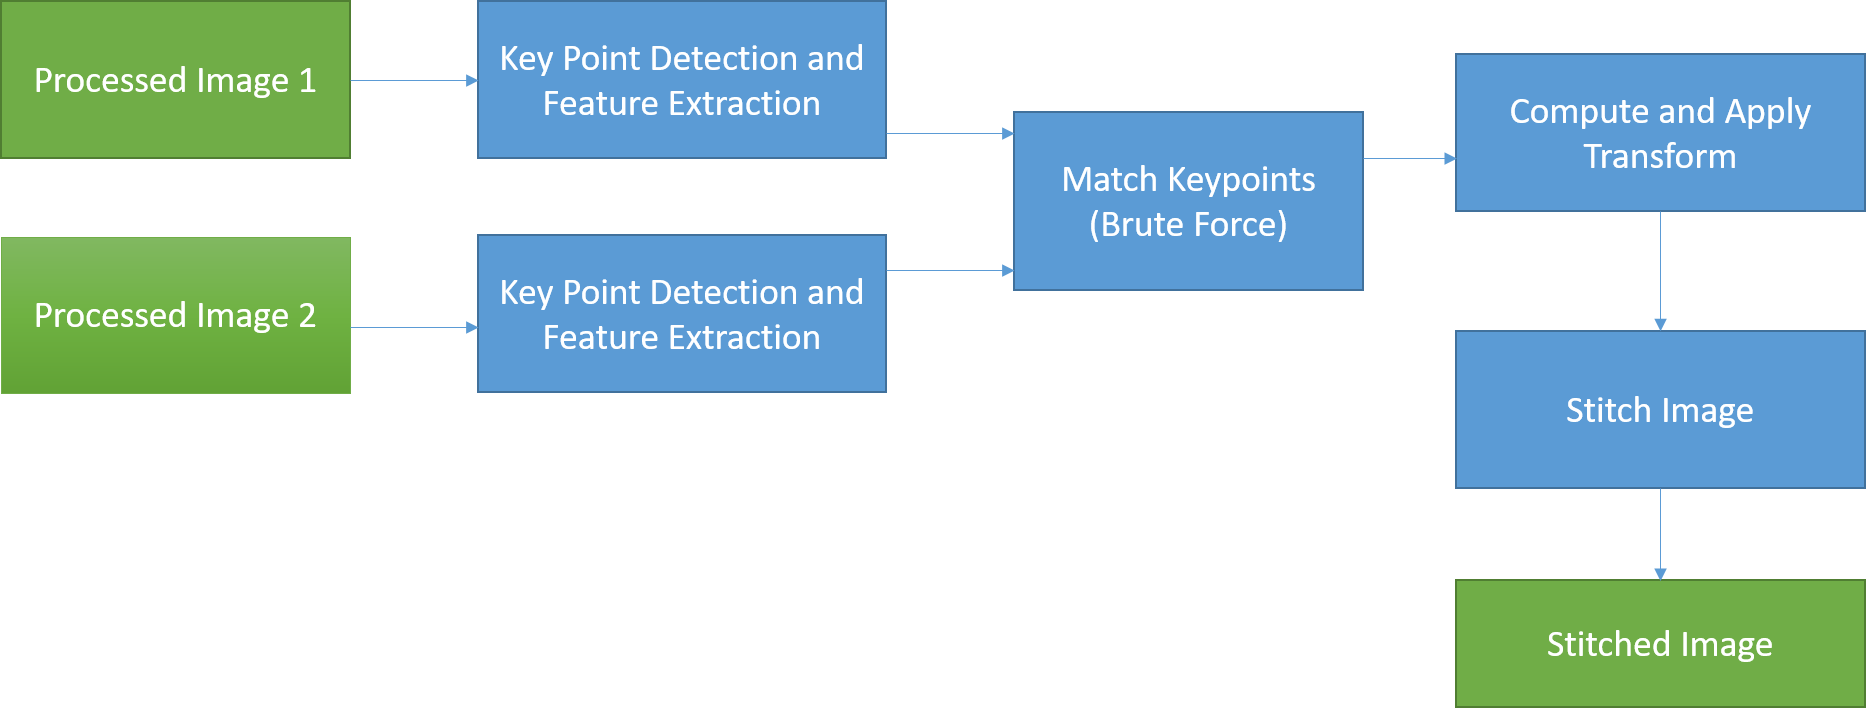 Processed Image 1
Key Point Detection and
Feature Extraction
Processed Image 2
Key Point Detection and
Feature Extraction
Match Keypoints
(Brute Force)
Compute and Apply
Transform
Stitch Image
Stitched Image